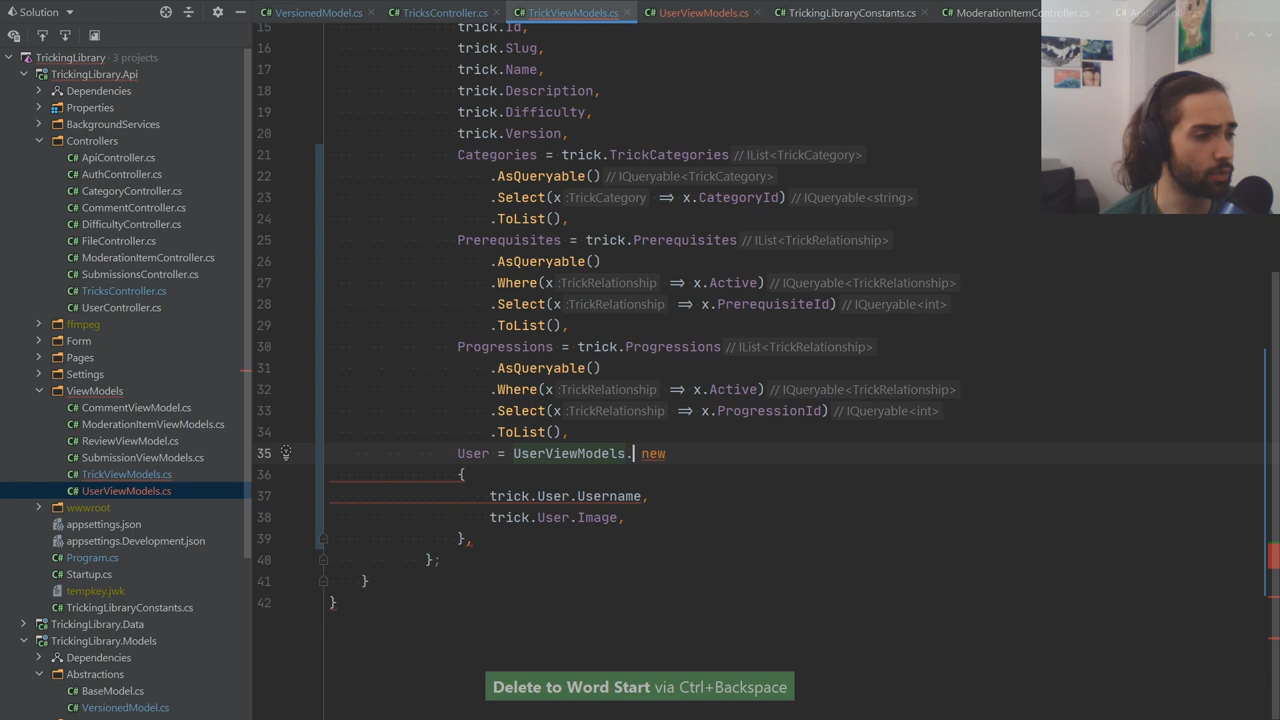 Solution
VersionedModel.cs
TricksController.cs
TrickViewModels.cs
UserViewModels.cs
TrickingLibraryConstants.cs
ModerationItemController.cs
TrickingLibrary · 3 projects
TrickingLibrary.Api
Dependencies
Properties
BackgroundServices
Controllers
ApiController.cs
AuthController.cs
CategoryController.cs
CommentController.cs
DifficultyController.cs
FileController.cs
ModerationItemController.cs
SubmissionsController.cs
TricksController.cs
UserController.cs
ffmpeg
Form
Pages
Settings
ViewModels
CommentViewModel.cs
ModerationItemViewModels.cs
ReviewViewModel.cs
SubmissionViewModels.cs
TrickViewModels.cs
UserViewModels.cs
wwwroot
appsettings.json
appsettings.Development.json
Program.cs
Startup.cs
tempkey.jwk
TrickingLibraryConstants.cs
TrickingLibrary.Data
TrickingLibrary.Models
Dependencies
Abstractions
BaseModel.cs
VersionedModel.cs
15 trick.Id,
16 trick.Slug,
17 trick.Name,
18 trick.Description,
19 trick.Difficulty,
20 trick.Version,
21 Categories = trick.TrickCategories // IList<TrickCategory>
22 .AsQueryable() // IQueryable<TrickCategory>
23 .Select(x :TrickCategory => x.CategoryId) // IQueryable<string>
24 .ToList(),
25 Prerequisites = trick.Prerequisites // IList<TrickRelationship>
26 .AsQueryable()
27 .Where(x :TrickRelationship => x.Active) // IQueryable<TrickRelationship>
28 .Select(x :TrickRelationship => x.PrerequisiteId) // IQueryable<int>
29 .ToList(),
30 Progressions = trick.Progressions // IList<TrickRelationship>
31 .AsQueryable()
32 .Where(x :TrickRelationship => x.Active) // IQueryable<TrickRelationship>
33 .Select(x :TrickRelationship => x.ProgressionId) // IQueryable<int>
34 .ToList(),
35 User = UserViewModels. new
36 {
37 trick.User.Username,
38 trick.User.Image,
39 },
40 };
41 }
42 }
Delete to Word Start via Ctrl+Backspace